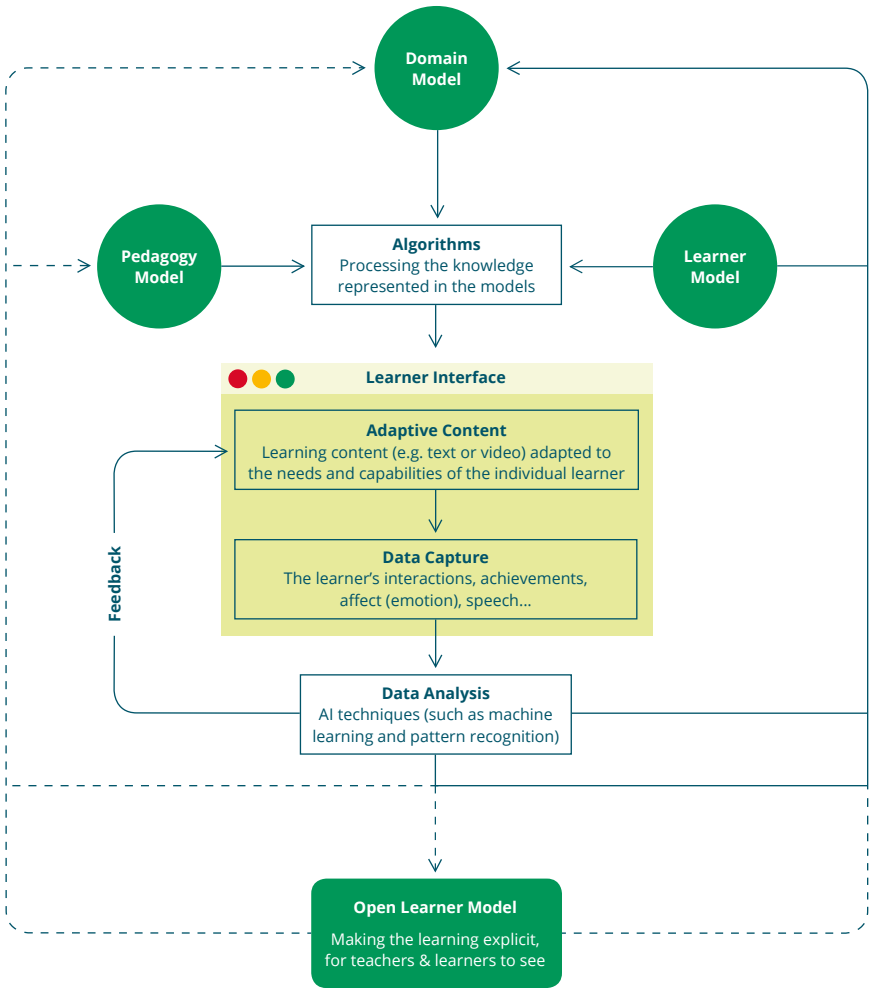 Domain
Model
Algorithms
Processing the knowledge
represented in the models
Pedagogy
Model
Learner
Model
Learner Interface
Adaptive Content
Learning content (e.g. text or video) adapted to
the needs and capabilities of the individual learner
Data Capture
The learner’s interactions, achievements,
affect (emotion), speech...
Feedback
Data Analysis
AI techniques (such as machine
learning and pattern recognition)
Open Learner Model
Making the learning explicit,
for teachers & learners to see